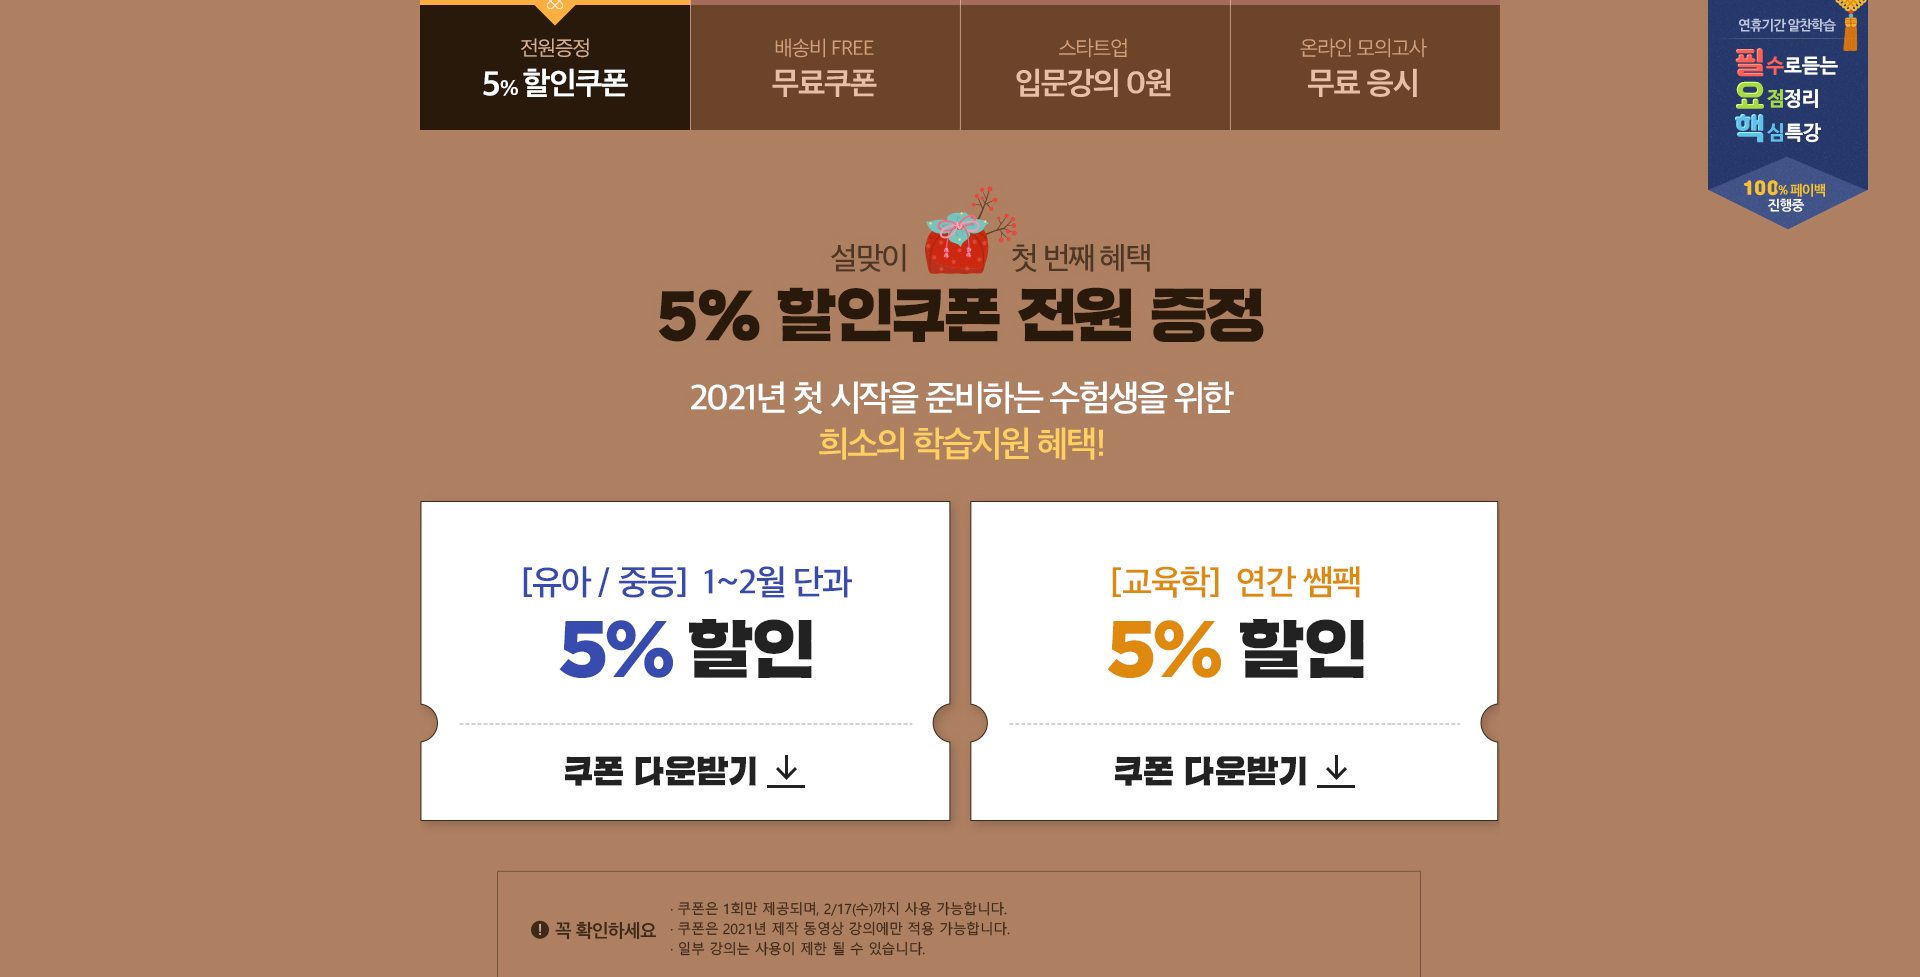 전원증정
5% 할인쿠폰
배송비 FREE
무료쿠폰
스타트업
입문강의 0원
온라인 모의고사
무료 응시
연휴기간 알찬학습
필수로듣는
요점정리
핵심특강
100% 페이백
진행중
설맞이 첫 번째 혜택
5% 할인쿠폰 전원 증정
2021년 첫 시작을 준비하는 수험생을 위한
희소의 학습지원 혜택!
[유아 / 중등] 1~2월 단과
5% 할인
쿠폰 다운받기
[교육학] 연간 쌤팩
5% 할인
쿠폰 다운받기
! 꼭 확인하세요
· 쿠폰은 1회만 제공되며, 2/17(수)까지 사용 가능합니다.
· 쿠폰은 2021년 제작 동영상 강의에만 적용 가능합니다.
· 일부 강의는 사용이 제한 될 수 있습니다.